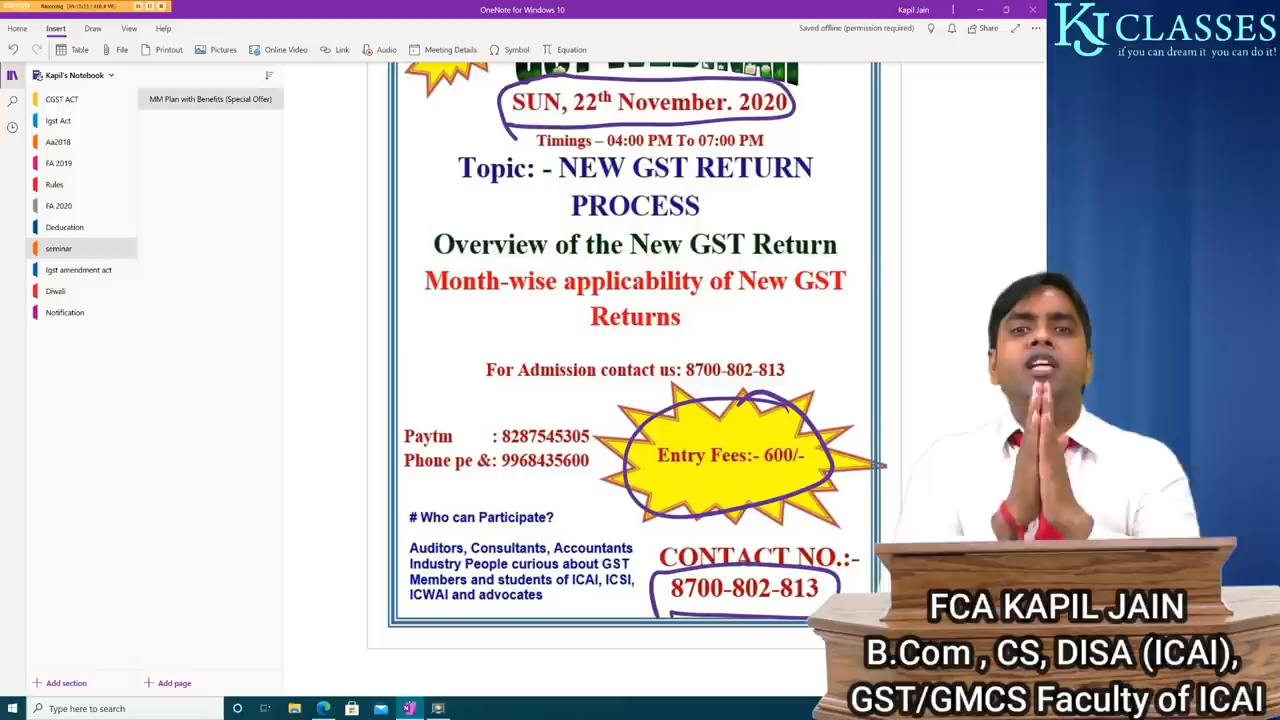 Recording
OneNote for Windows 10
Kapil Jain
Home
Insert
Draw
View
Help
Saved offline (permission required)
Share
Table
File
Printout
Pictures
Online Video
Link
Audio
Meeting Details
Symbol
Equation
Kapil's Notebook
CGST ACT
Igst Act
Aa2018
FA 2019
Rules
FA 2020
Deducation
seminar
Igst amendment act
Diwali
Notification
MM Plan with Benefits (Special Offer)
SUN, 22th November. 2020
Timings – 04:00 PM To 07:00 PM
Topic: - NEW GST RETURN
PROCESS
Overview of the New GST Return
Month-wise applicability of New GST
Returns
For Admission contact us: 8700-802-813
Paytm : 8287545305
Phone pe &: 9968435600
Entry Fees:- 600/-
# Who can Participate?
Auditors, Consultants, Accountants
Industry People curious about GST
Members and students of ICAI, ICSI,
ICWAI and advocates
CONTACT NO.:-
8700-802-813
Add section
Add page
Type here to search
KJ CLASSES
if you can dream it you can do it!
FCA KAPIL JAIN
B.Com , CS, DISA (ICAI),
GST/GMCS Faculty of ICAI